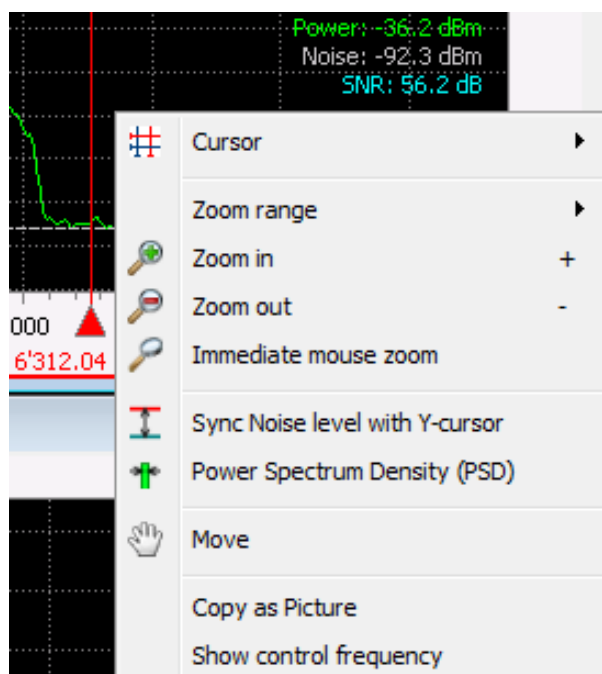 Power: -36.2 dBm
Noise: -92.3 dBm
SNR: 56.2 dB
Cursor
Zoom range
Zoom in +
Zoom out -
000
6'312.04
Immediate mouse zoom
Sync Noise level with Y-cursor
Power Spectrum Density (PSD)
Move
Copy as Picture
Show control frequency